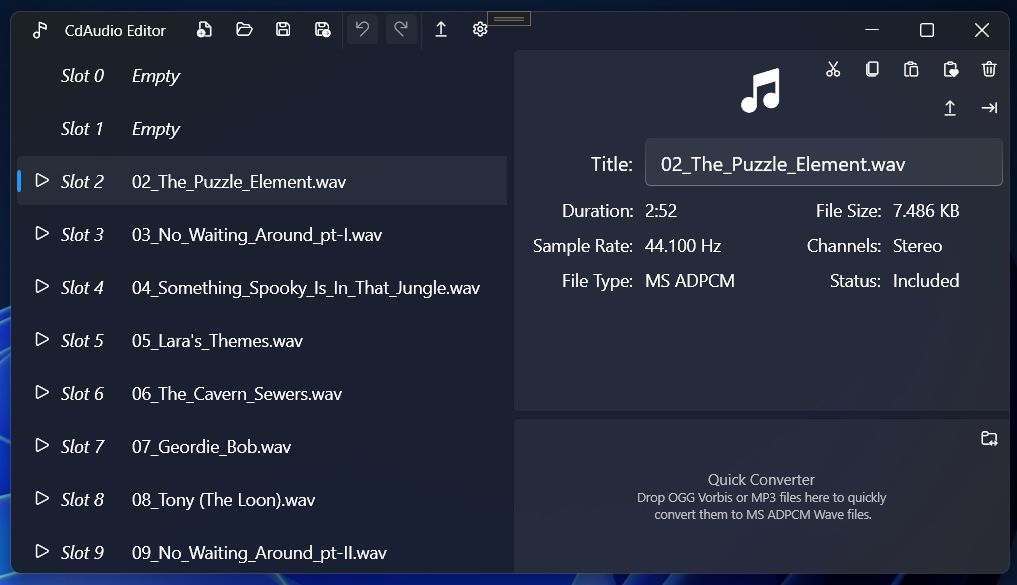 CdAudio Editor
Slot 0 Empty
Slot 1 Empty
Slot 2 02_The_Puzzle_Element.wav
Slot 3 03_No_Waiting_Around_pt-I.wav
Slot 4 04_Something_Spooky_Is_In_That_Jungle.wav
Slot 5 05_Lara's_Themes.wav
Slot 6 06_The_Cavern_Sewers.wav
Slot 7 07_Geordie_Bob.wav
Slot 8 08_Tony (The Loon).wav
Slot 9 09_No_Waiting_Around_pt-II.wav
Title: 02_The_Puzzle_Element.wav
Duration: 2:52 File Size: 7.486 KB
Sample Rate: 44.100 Hz Channels: Stereo
File Type: MS ADPCM Status: Included
Quick Converter
Drop OGG Vorbis or MP3 files here to quickly
convert them to MS ADPCM Wave files.